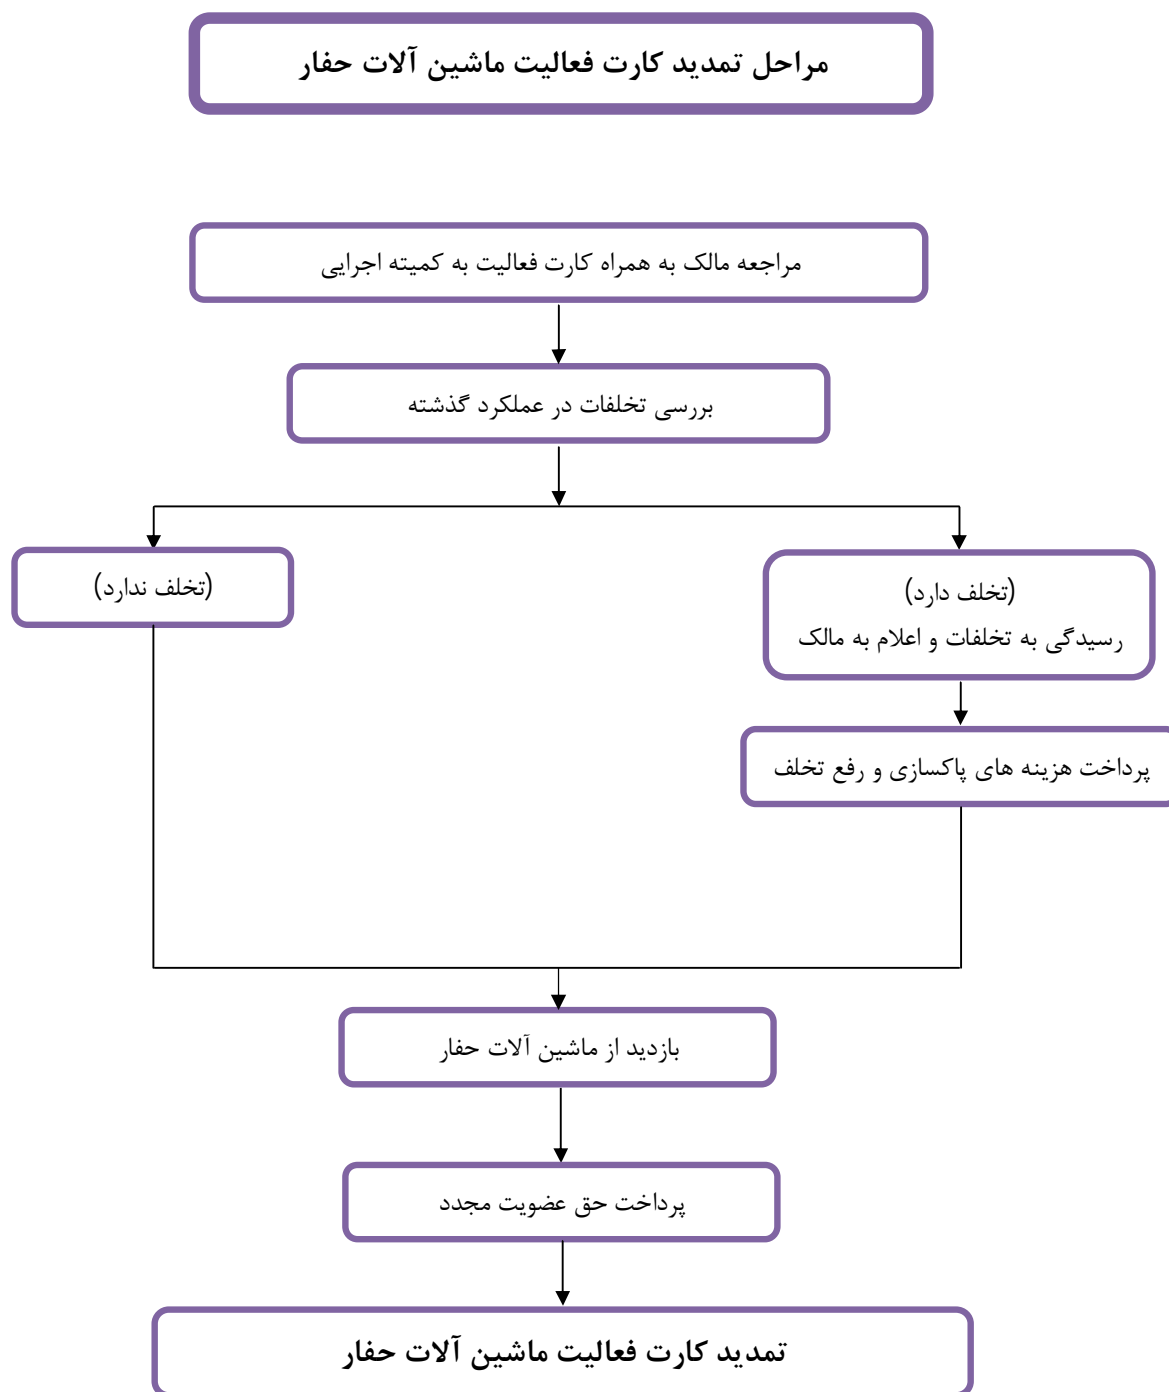 مراحل تمدید کارت فعالیت ماشین آلات حفار
مراجعه مالک به همراه کارت فعالیت به کمیته اجرایی
بررسی تخلفات در عملکرد گذشته
(تخلف دارد)
رسیدگی به تخلفات و اعلام به مالک
(تخلف ندارد)
پرداخت هزینه های پاکسازی و رفع تخلف
بازدید از ماشین آلات حفار
پرداخت حق عضویت مجدد
تمدید کارت فعالیت ماشین آلات حفار